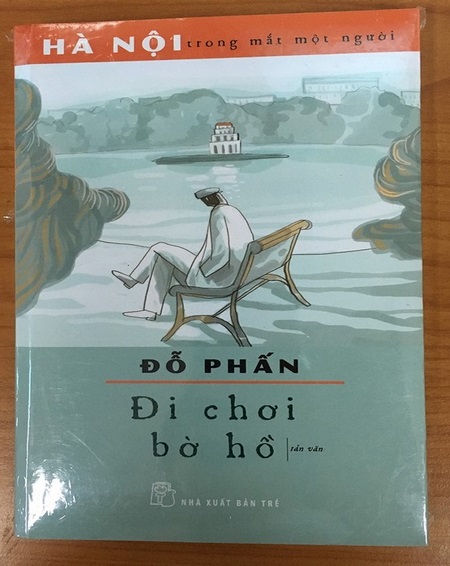 HÀ NỘI trong mắt một người
ĐỖ PHẤN
Đi chơi
bờ hồ
tản văn
NHÀ XUẤT BẢN TRẺ